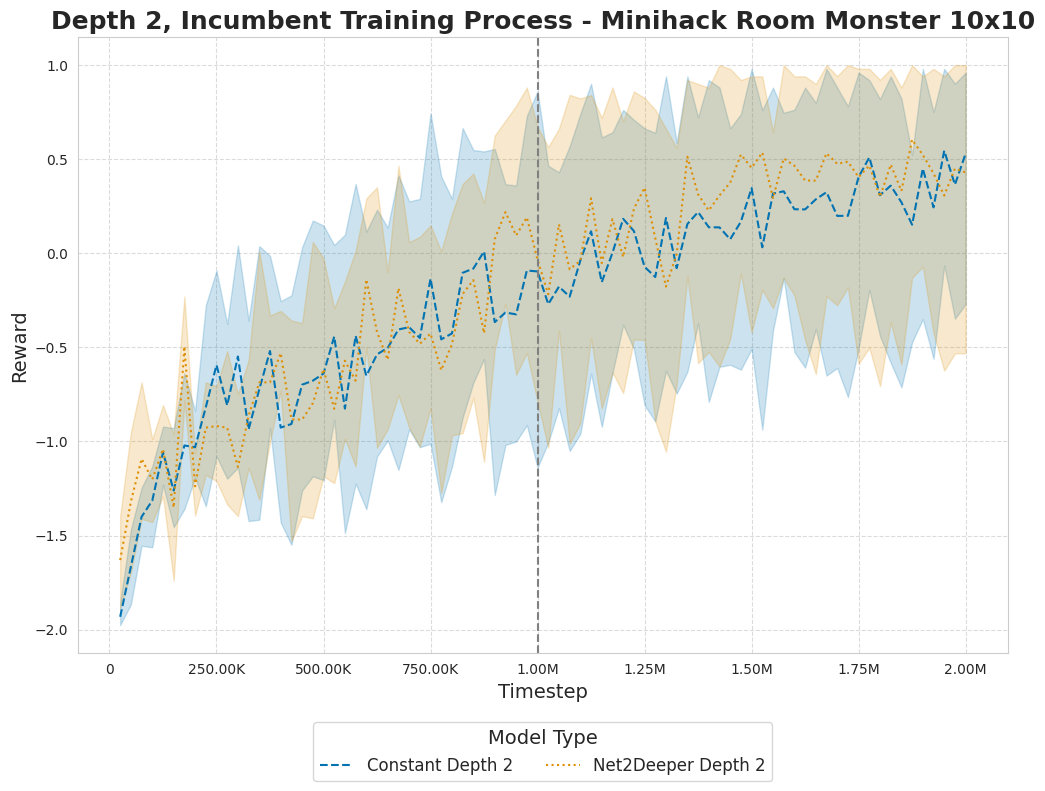 Depth 2, Incumbent Training Process - Minihack Room Monster 10x10
Reward
1.0
0.5
0.0
−0.5
−1.0
−1.5
−2.0
0 250.00K 500.00K 750.00K 1.00M 1.25M 1.50M 1.75M 2.00M
Timestep
Model Type
Constant Depth 2 Net2Deeper Depth 2